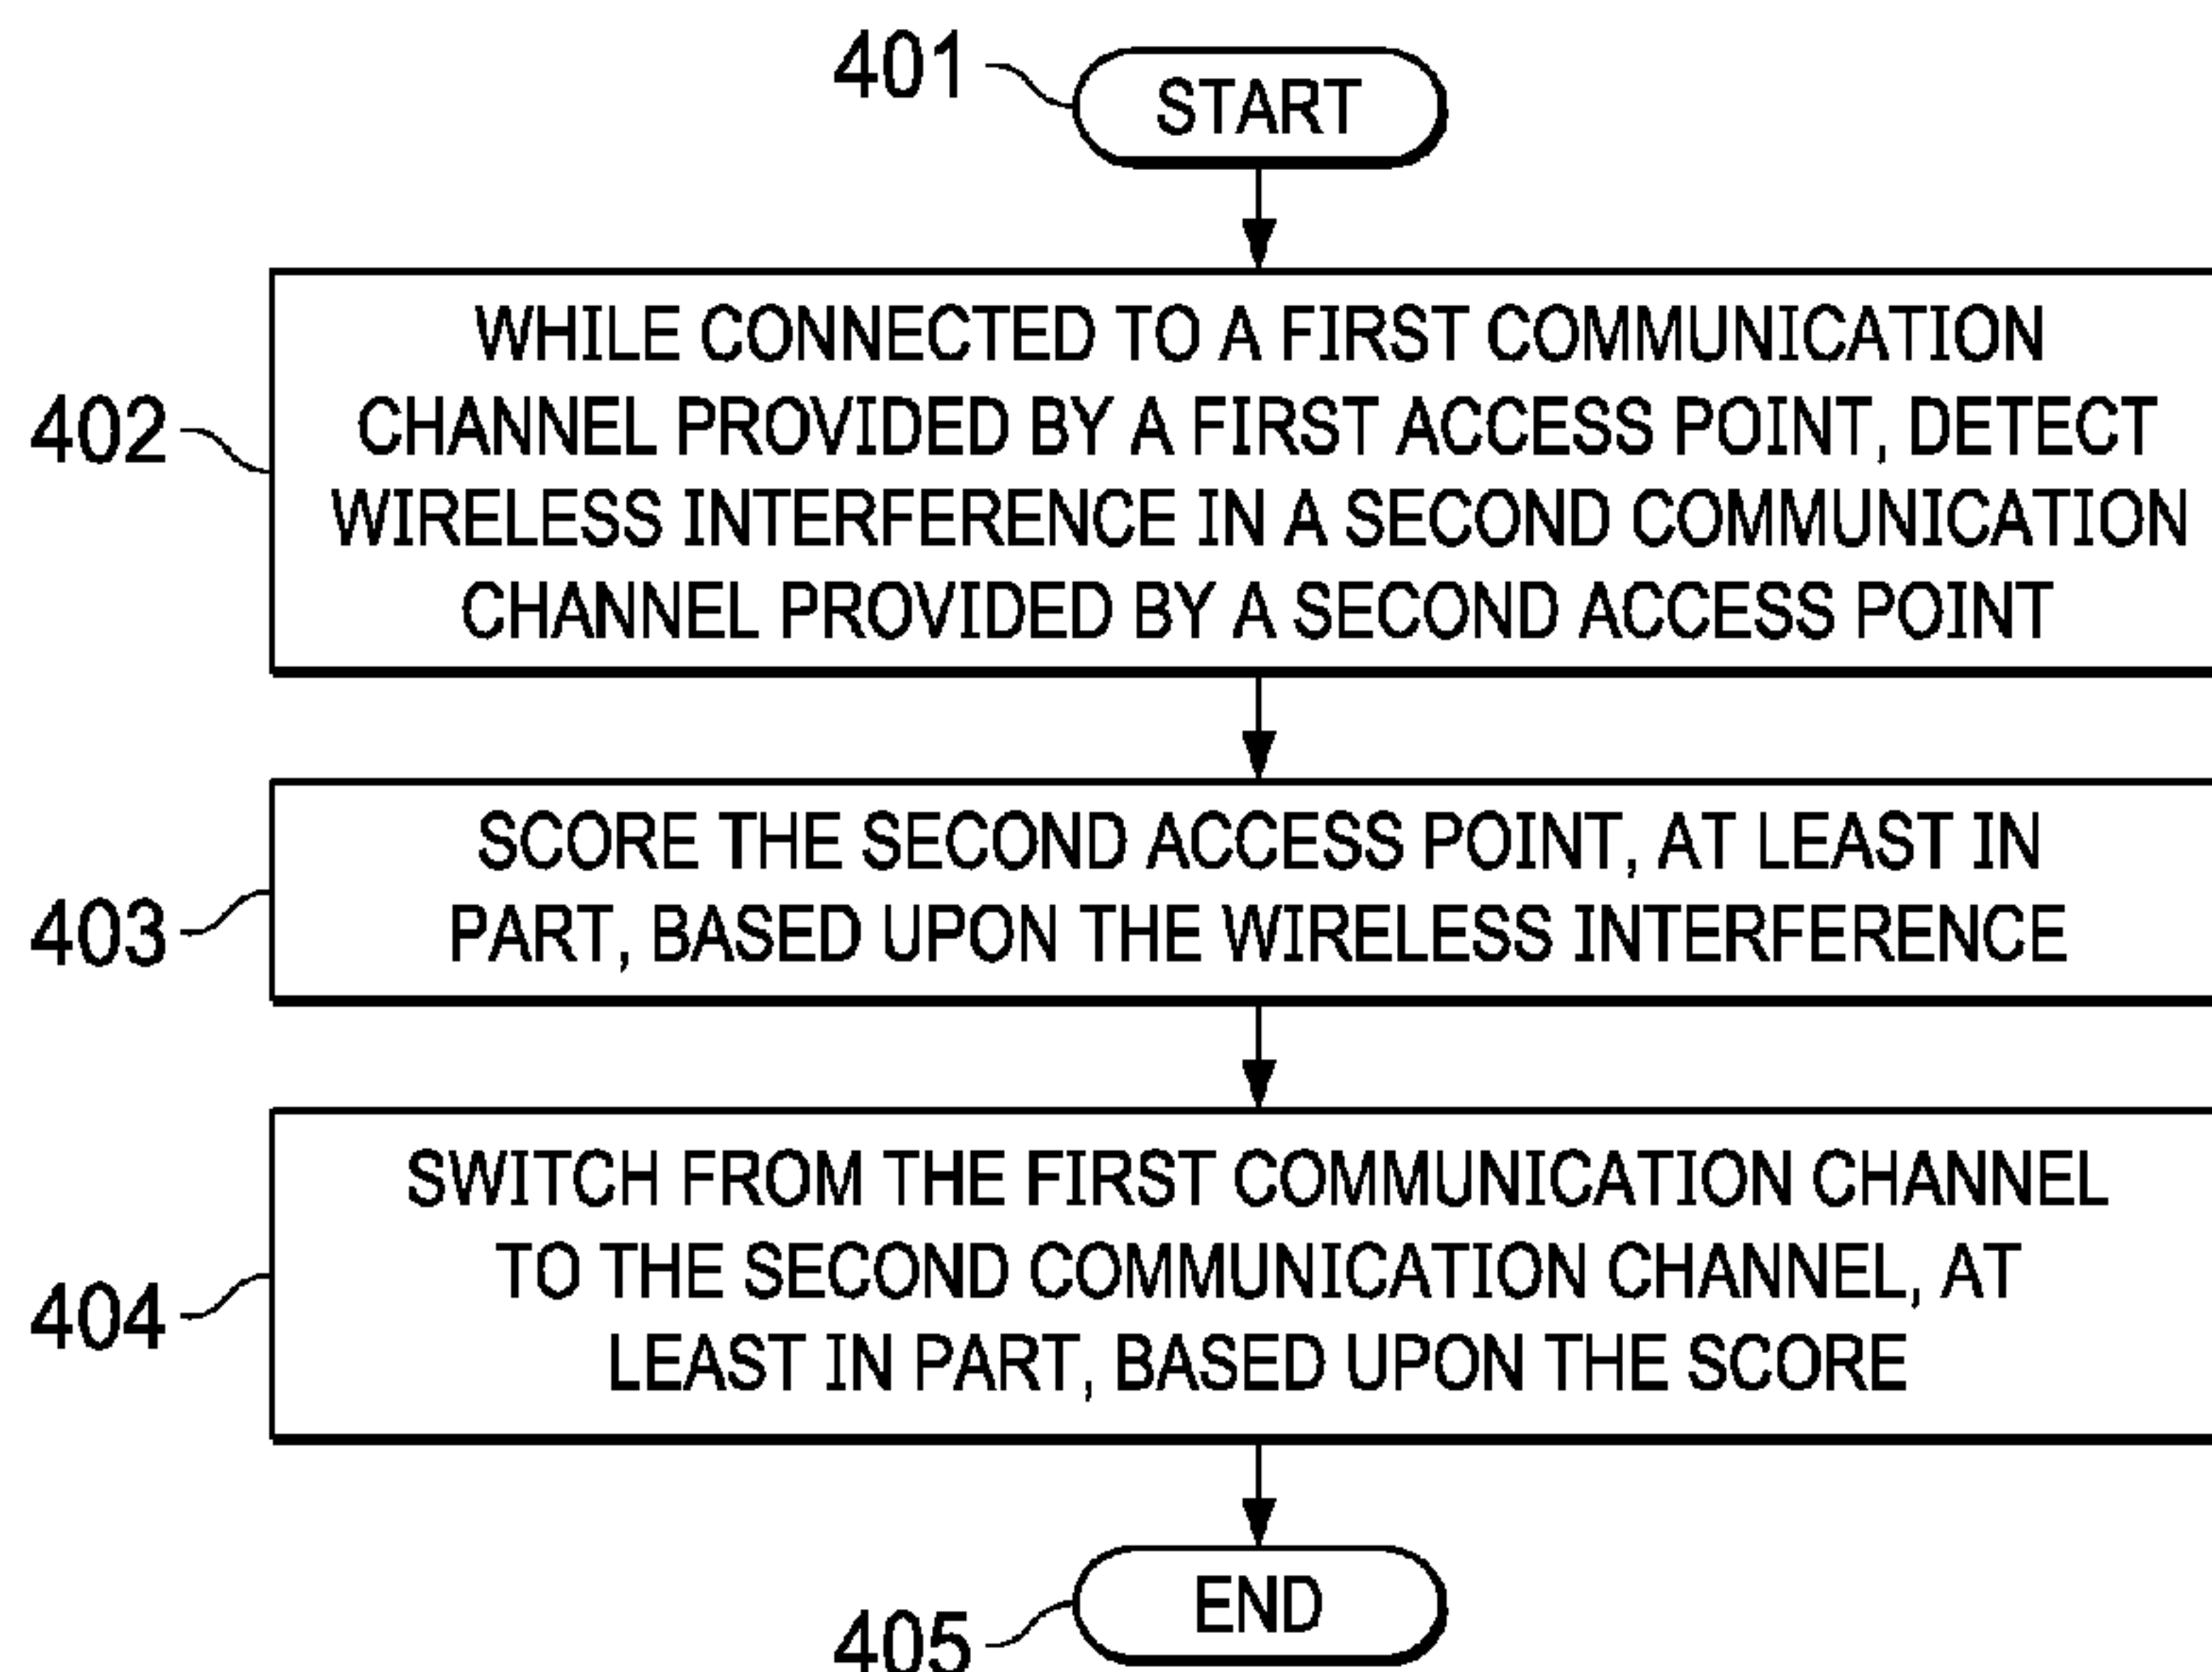 401
START
WHILE CONNECTED TO A FIRST COMMUNICATION
CHANNEL PROVIDED BY A FIRST ACCESS POINT, DETECT
402
WIRELESS INTERFERENCE IN A SECOND COMMUNICATION
CHANNEL PROVIDED BY A SECOND ACCESS POINT
SCORE THE SECOND ACCESS POINT, AT LEAST IN
403
PART, BASED UPON THE WIRELESS INTERFERENCE
SWITCH FROM THE FIRST COMMUNICATION CHANNEL
404
TO THE SECOND COMMUNICATION CHANNEL, AT
LEAST IN PART, BASED UPON THE SCORE
END
405